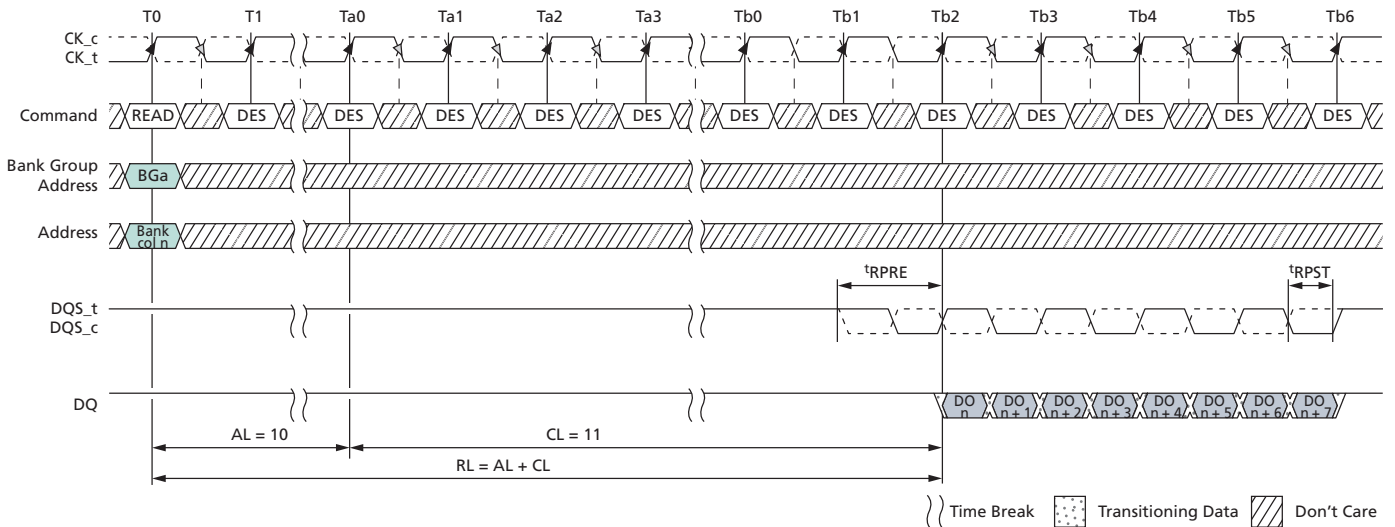 T0 T1 Ta0 Ta1 Ta2 Ta3 Tb0 Tb1 Tb2 Tb3 Tb4 Tb5 Tb6
CK_c
CK_t
Command READ DES DES DES DES DES DES DES DES DES DES DES DES
Bank Group
Address
BGa
Address
Bank
col n
tRPRE tRPST
DQS_t
DQS_c
DQ
DO
n
DO
n + 1
DO
n + 2
DO
n + 3
DO
n + 4
DO
n + 5
DO
n + 6
DO
n + 7
AL = 10 CL = 11
RL = AL + CL
Time Break Transitioning Data Don't Care